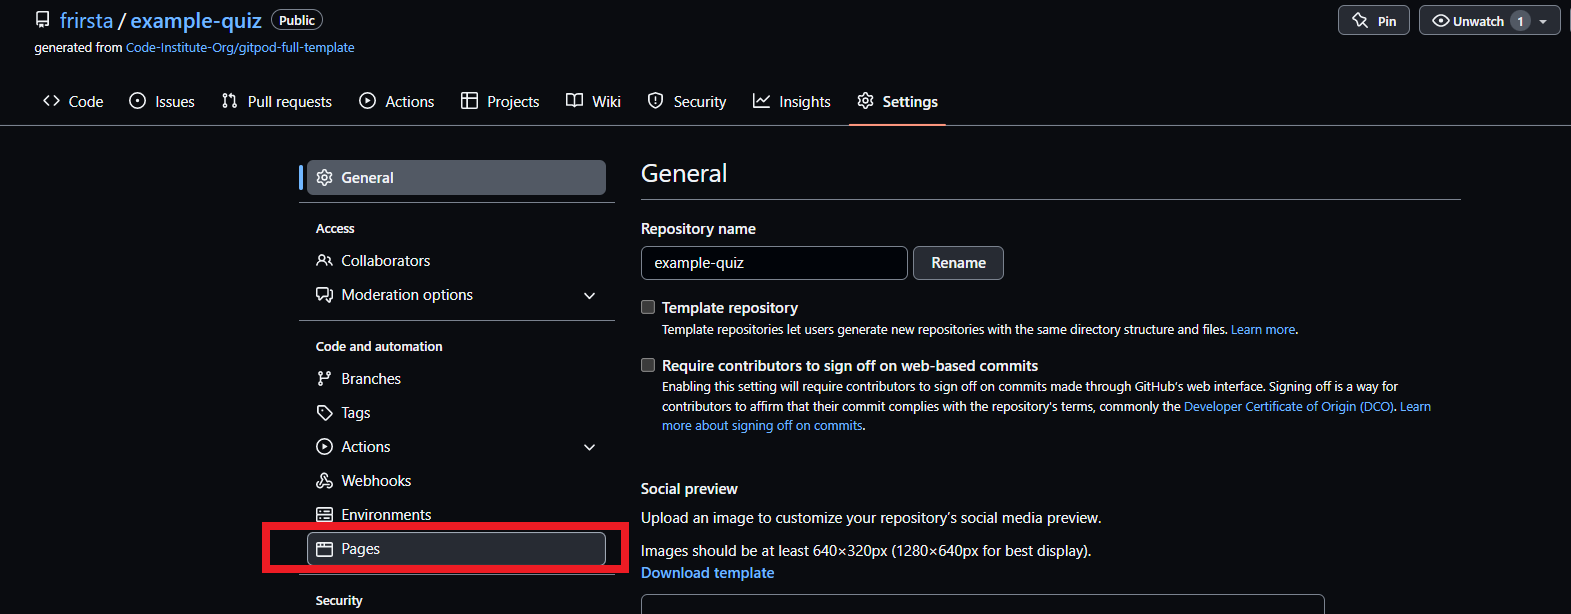 frirsta / example-quiz Public
Pin
Unwatch 1
generated from Code-Institute-Org/gitpod-full-template
Code
Issues
Pull requests
Actions
Projects
Wiki
Security
Insights
Settings
General
Access
Collaborators
Moderation options
Code and automation
Branches
Tags
Actions
Webhooks
Environments
Pages
Security
General
Repository name
example-quiz
Rename
Template repository
Template repositories let users generate new repositories with the same directory structure and files. Learn more.
Require contributors to sign off on web-based commits
Enabling this setting will require contributors to sign off on commits made through GitHub's web interface. Signing off is a way for
contributors to affirm that their commit complies with the repository's terms, commonly the Developer Certificate of Origin (DCO). Learn
more about signing off on commits.
Social preview
Upload an image to customize your repository's social media preview.
Images should be at least 640×320px (1280×640px for best display).
Download template